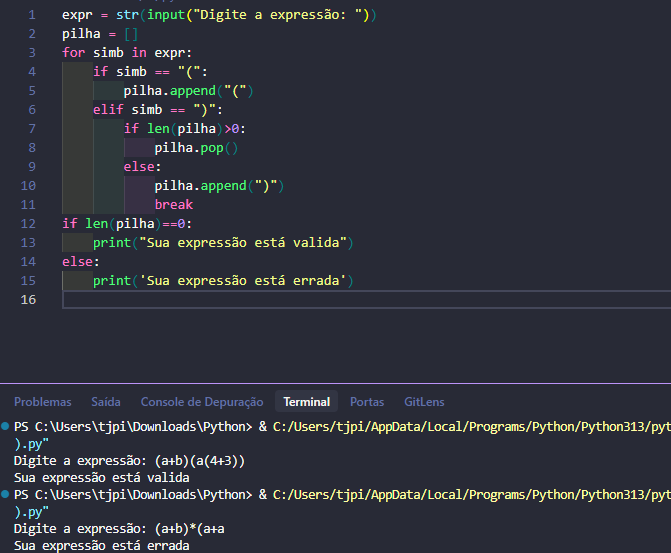 1 expr = str(input("Digite a expressão: "))
2 pilha = []
3 for simb in expr:
4 if simb == "(":
5 pilha.append("(")
6 elif simb == ")":
7 if len(pilha)>0:
8 pilha.pop()
9 else:
10 pilha.append(")")
11 break
12 if len(pilha)==0:
13 print("Sua expressão está valida")
14 else:
15 print('Sua expressão está errada')
16
Problemas Saída Console de Depuração Terminal Portas GitLens
PS C:\Users\tjpi\Downloads\Python> & C:/Users/tjpi/AppData/Local/Programs/Python/Python313/pyt
).py"
Digite a expressão: (a+b)(a(4+3))
Sua expressão está valida
PS C:\Users\tjpi\Downloads\Python> & C:/Users/tjpi/AppData/Local/Programs/Python/Python313/pyt
).py"
Digite a expressão: (a+b)*(a+a
Sua expressão está errada